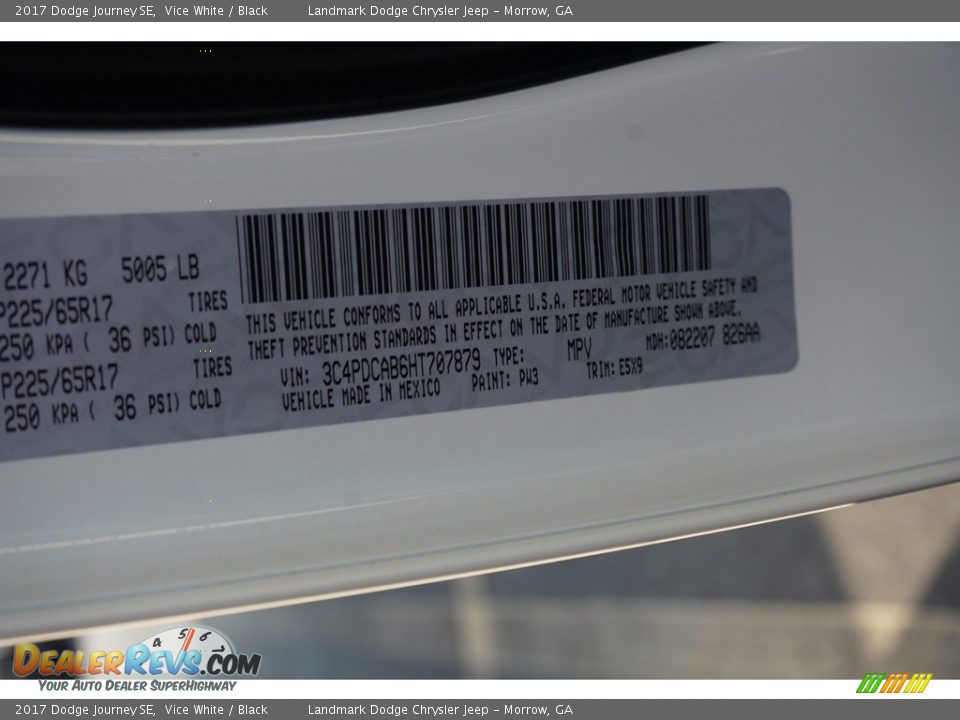 2017 Dodge Journey SE, Vice White / Black Landmark Dodge Chrysler Jeep - Morrow, GA
2271 KG 5005 LB
P225/65R17 TIRES
250 KPA ( 36 PSI) COLD
P225/65R17 TIRES
250 KPA ( 36 PSI) COLD
THIS VEHICLE CONFORMS TO ALL APPLICABLE U.S.A. FEDERAL MOTOR VEHICLE SAFETY AND
THEFT PREVENTION STANDARDS IN EFFECT ON THE DATE OF MANUFACTURE SHOWN ABOVE.
VIN: 3C4PDCAB6HT707879 TYPE: MPV MDH:082207 826AA
VEHICLE MADE IN MEXICO PAINT: PW3 TRIM: E5X9
4 5 6
DEALERREVS.COM
YOUR AUTO DEALER SUPERHIGHWAY
2017 Dodge Journey SE, Vice White / Black Landmark Dodge Chrysler Jeep - Morrow, GA